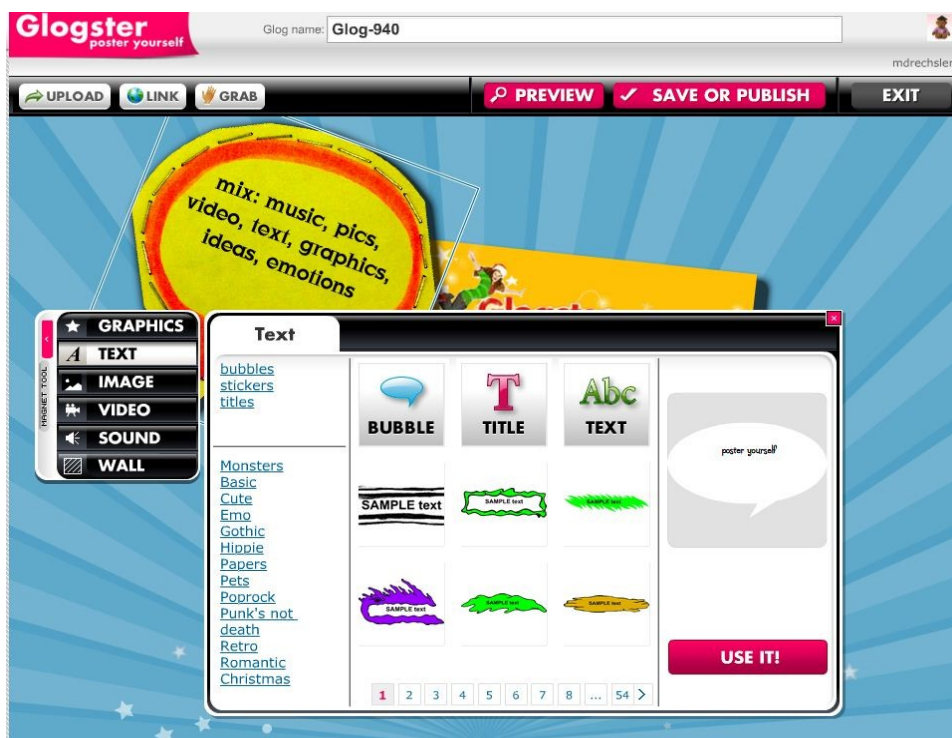 Glogster
poster yourself
Glog name: Glog-940
mdrechsler
UPLOAD LINK GRAB PREVIEW SAVE OR PUBLISH EXIT
mix: music, pics,
video, text, graphics,
ideas, emotions
Glogster
MAGNET TOOL
GRAPHICS
TEXT
IMAGE
VIDEO
SOUND
WALL
Text
bubbles
stickers
titles
Monsters
Basic
Cute
Emo
Gothic
Hippie
Papers
Pets
Poprock
Punk's not
death
Retro
Romantic
Christmas
BUBBLE
T
TITLE
Abc
TEXT
SAMPLE text
SAMPLE text
SAMPLE text
SAMPLE text
SAMPLE text
SAMPLE text
1 2 3 4 5 6 7 8 ... 54 >
poster yourself
USE IT!